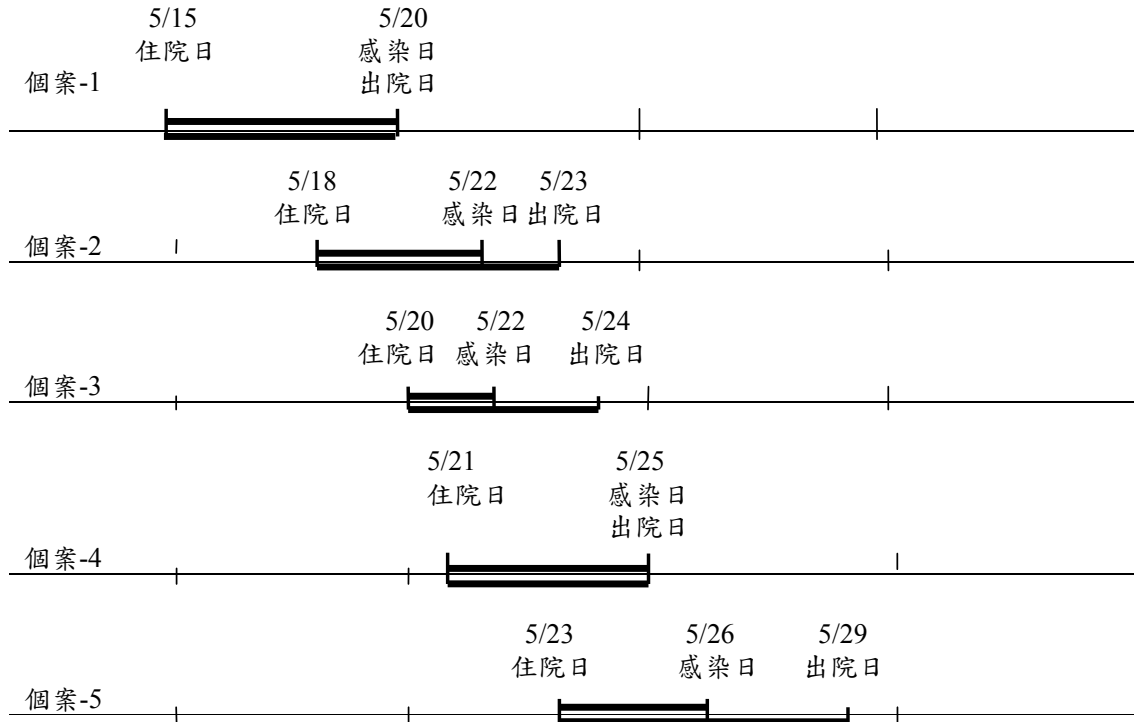 5/15 5/20
住院日 感染日
個案-1 出院日
5/18 5/22 5/23
住院日 感染日 出院日
個案-2
5/20 5/22 5/24
住院日 感染日 出院日
個案-3
5/21 5/25
住院日 感染日
出院日
個案-4
5/23 5/26 5/29
住院日 感染日 出院日
個案-5